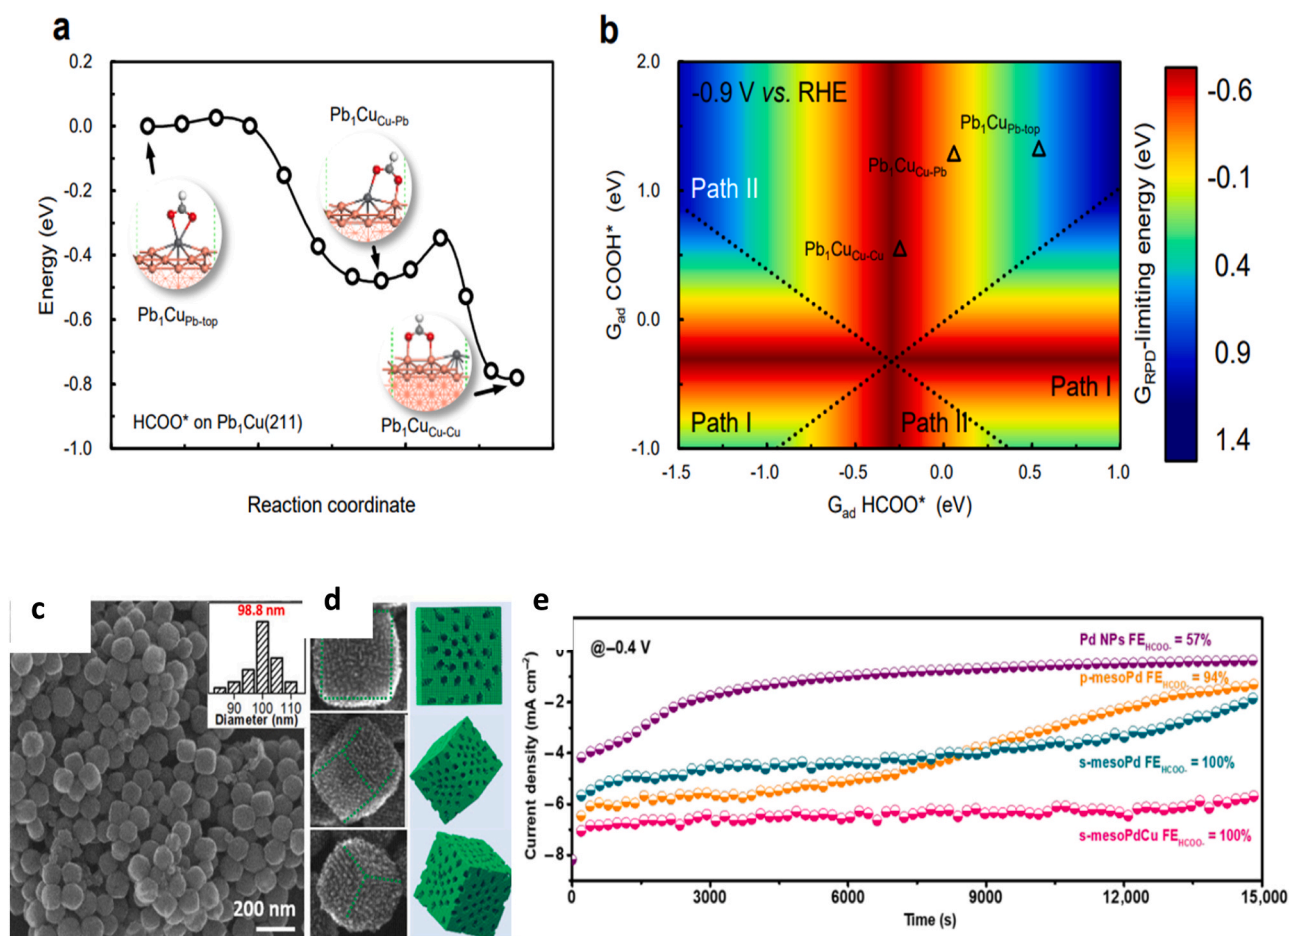 a
0.2
0.0
-0.2
-0.4
-0.6
-0.8
-1.0
Energy (eV)
Pb1CuCu-Pb
Pb1CuPb-top
Pb1CuCu-Cu
HCOO* on Pb1Cu(211)
Reaction coordinate
b
2.0
1.0
0.0
-1.0
Gad COOH* (eV)
-0.9 V vs. RHE
Pb1CuPb-top
Pb1CuCu-Pb
Path II
Pb1CuCu-Cu
Path I
Path I
Path II
-1.5 -1.0 -0.5 0.0 0.5 1.0
Gad HCOO* (eV)
GRPD-limiting energy (eV)
-0.6
-0.1
0.4
0.9
1.4
c
98.8 nm
90 100 110
Diameter (nm)
200 nm
d
e
@−0.4 V
0
−2
−4
−6
−8
Current density (mA cm−2)
Pd NPs FEHCOO- = 57%
p-mesoPd FEHCOO- = 94%
s-mesoPd FEHCOO- = 100%
s-mesoPdCu FEHCOO- = 100%
0 3000 6000 9000 12,000 15,000
Time (s)